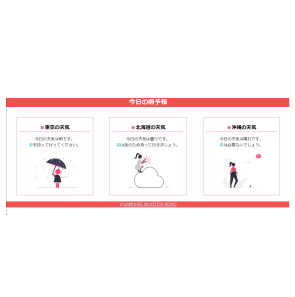 今日の雨予報
東京の天気
今日の天気は雨です。
傘を持って行ってください。
北海道の天気
今日の天気は曇りです。
傘は念のため持って行きましょう。
沖縄の天気
今日の天気は晴れです。
傘は必要ないでしょう。
©SAMURAI WEATHER NEWS